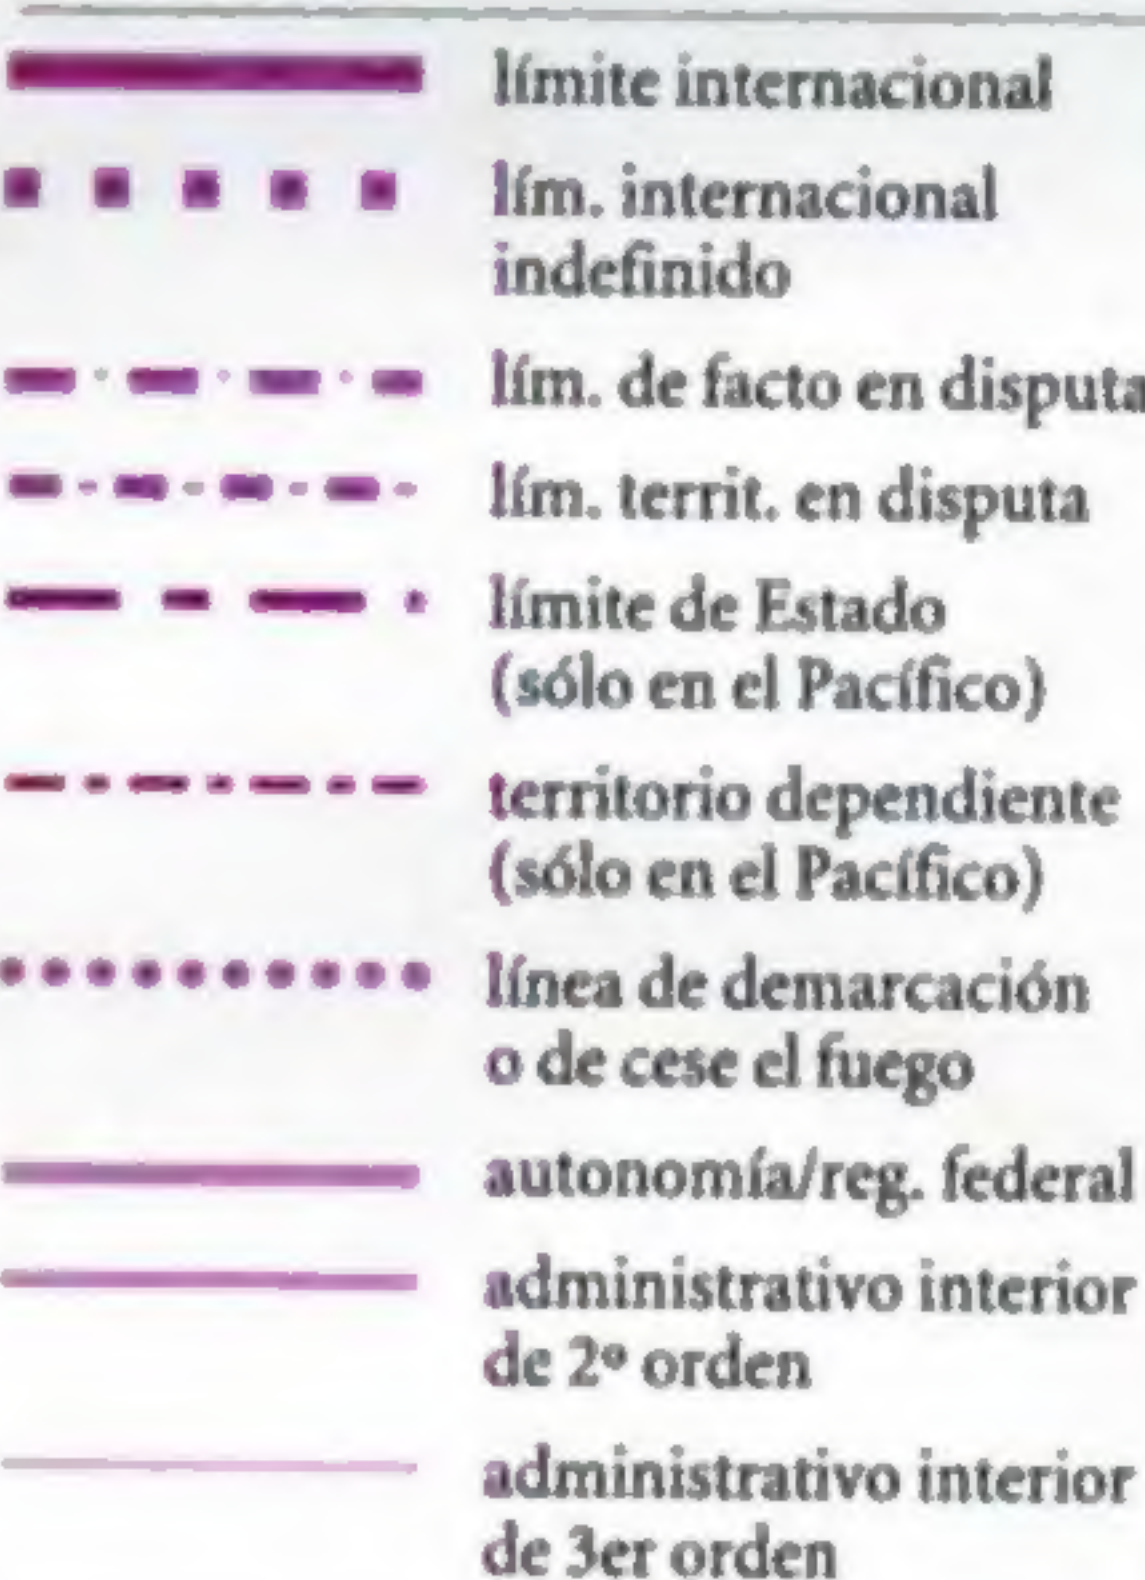 límite internacional
lím. internacional
indefinido
lím. de facto en disputa
lím. territ. en disputa
límite de Estado
(sólo en el Pacífico)
territorio dependiente
(sólo en el Pacífico)
línea de demarcación
o de cese el fuego
autonomía/reg. federal
administrativo interior
de 2º orden
administrativo interior
de 3er orden